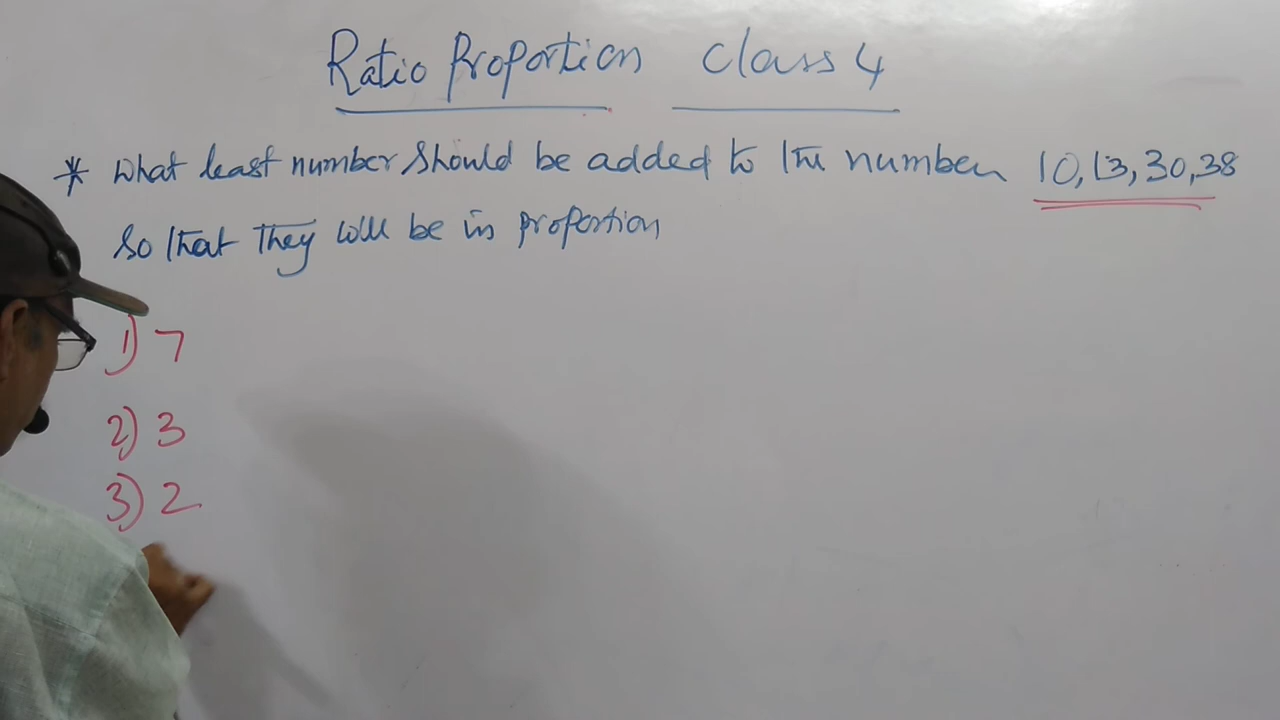 Ratio Proportion Class 4
* What least number should be added to the number 10, 13, 30, 38
so that they will be in proportion
1) 7
2) 3
3) 2